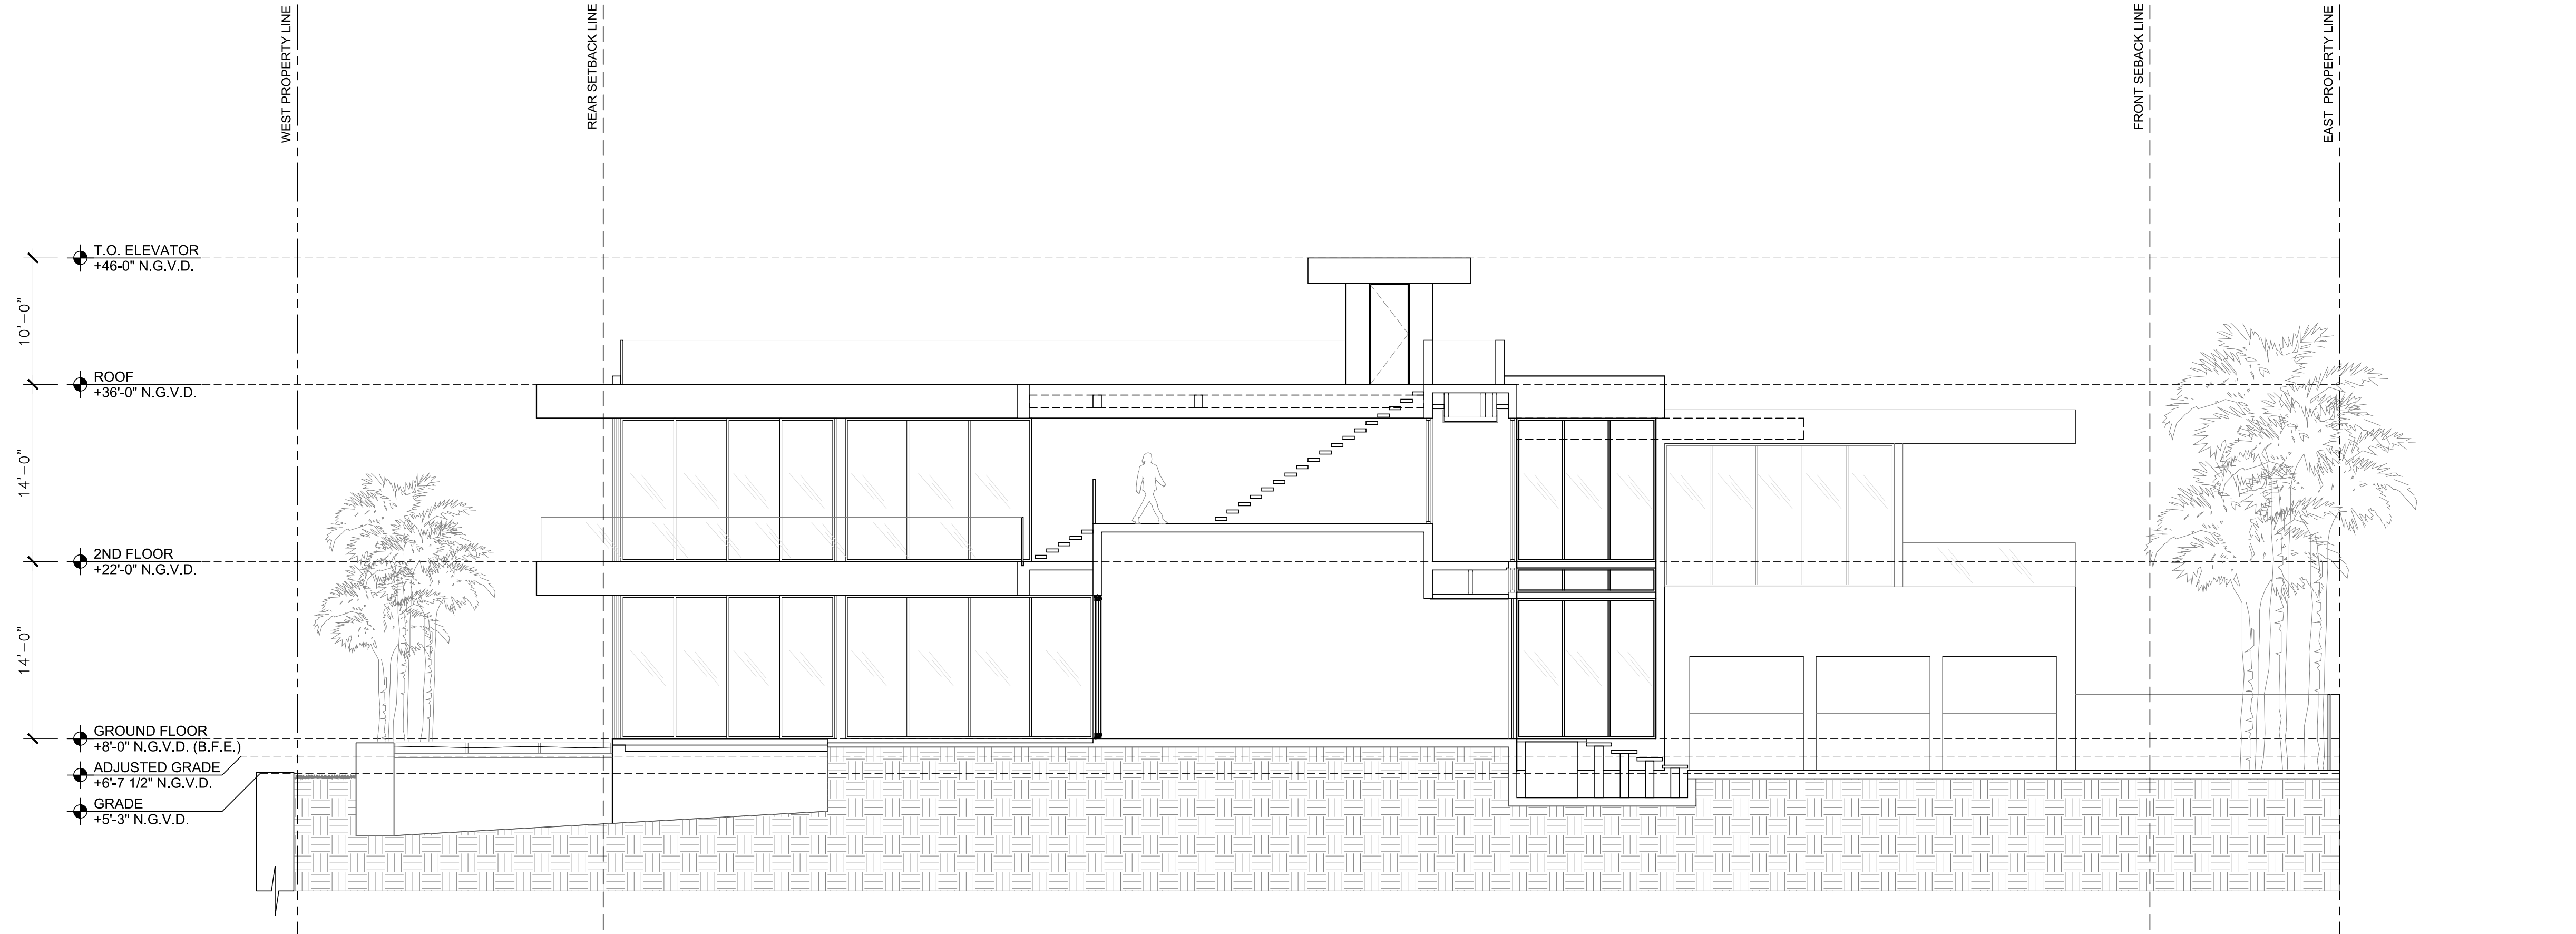 WEST PROPERTY LINE
REAR SETBACK LINE
FRONT SEBACK LINE
EAST PROPERTY LINE
T.O. ELEVATOR
+46-0" N.G.V.D.
10'-0"
ROOF
+36'-0" N.G.V.D.
14'-0"
2ND FLOOR
+22'-0" N.G.V.D.
14'-0"
GROUND FLOOR
+8'-0" N.G.V.D. (B.F.E.)
ADJUSTED GRADE
+6'-7 1/2" N.G.V.D.
GRADE
+5'-3" N.G.V.D.